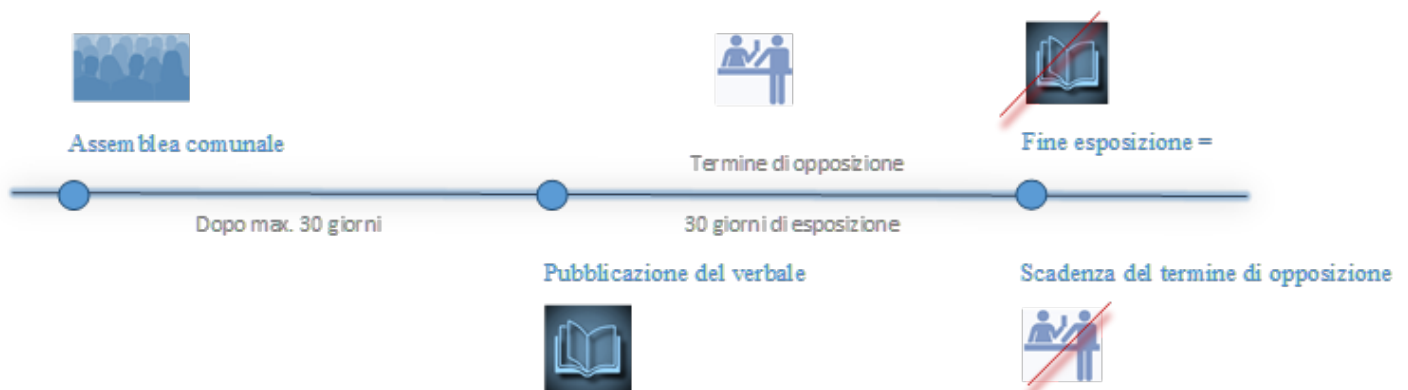 Assemblea comunale
Termine di opposizione
Fine esposizione =
Dopo max. 30 giorni
30 giorni di esposizione
Pubblicazione del verbale
Scadenza del termine di opposizione